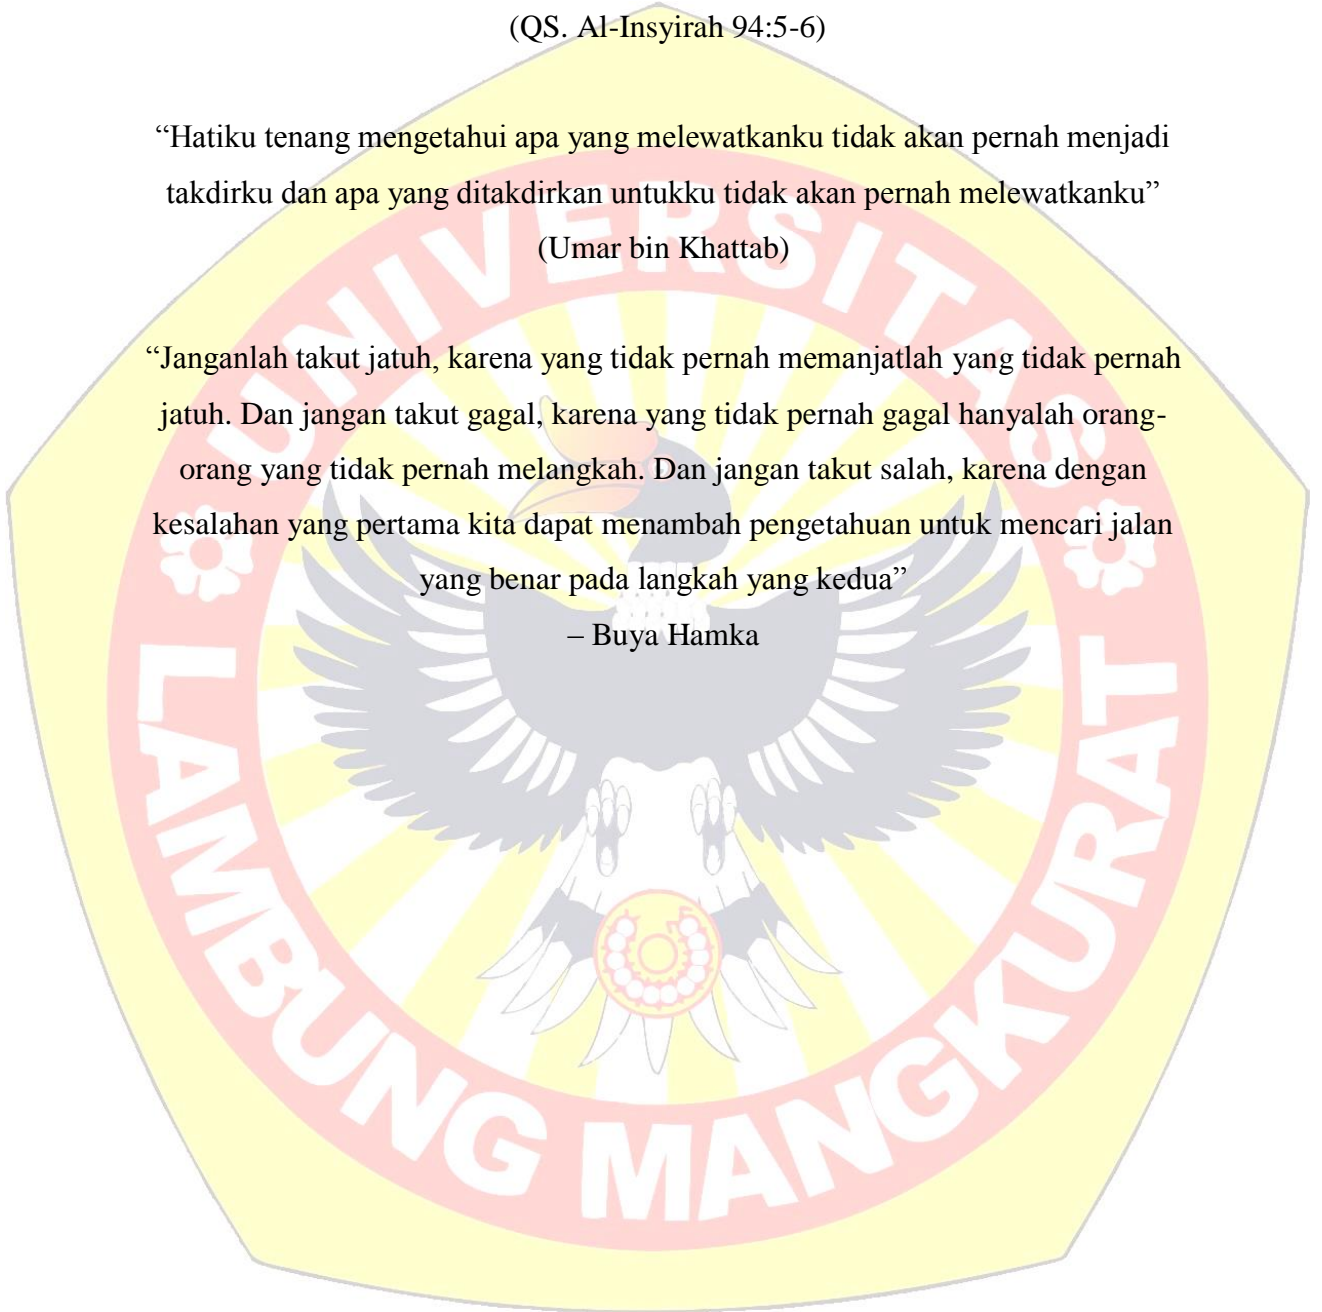 (QS. Al-Insyirah 94:5-6)
“Hatiku tenang mengetahui apa yang melewatkanku tidak akan pernah menjadi
takdirku dan apa yang ditakdirkan untukku tidak akan pernah melewatkanku”
(Umar bin Khattab)
“Janganlah takut jatuh, karena yang tidak pernah memanjatlah yang tidak pernah
jatuh. Dan jangan takut gagal, karena yang tidak pernah gagal hanyalah orang-
orang yang tidak pernah melangkah. Dan jangan takut salah, karena dengan
kesalahan yang pertama kita dapat menambah pengetahuan untuk mencari jalan
yang benar pada langkah yang kedua”
– Buya Hamka
UNIVERSITAS
LAMBUNG MANGKURAT